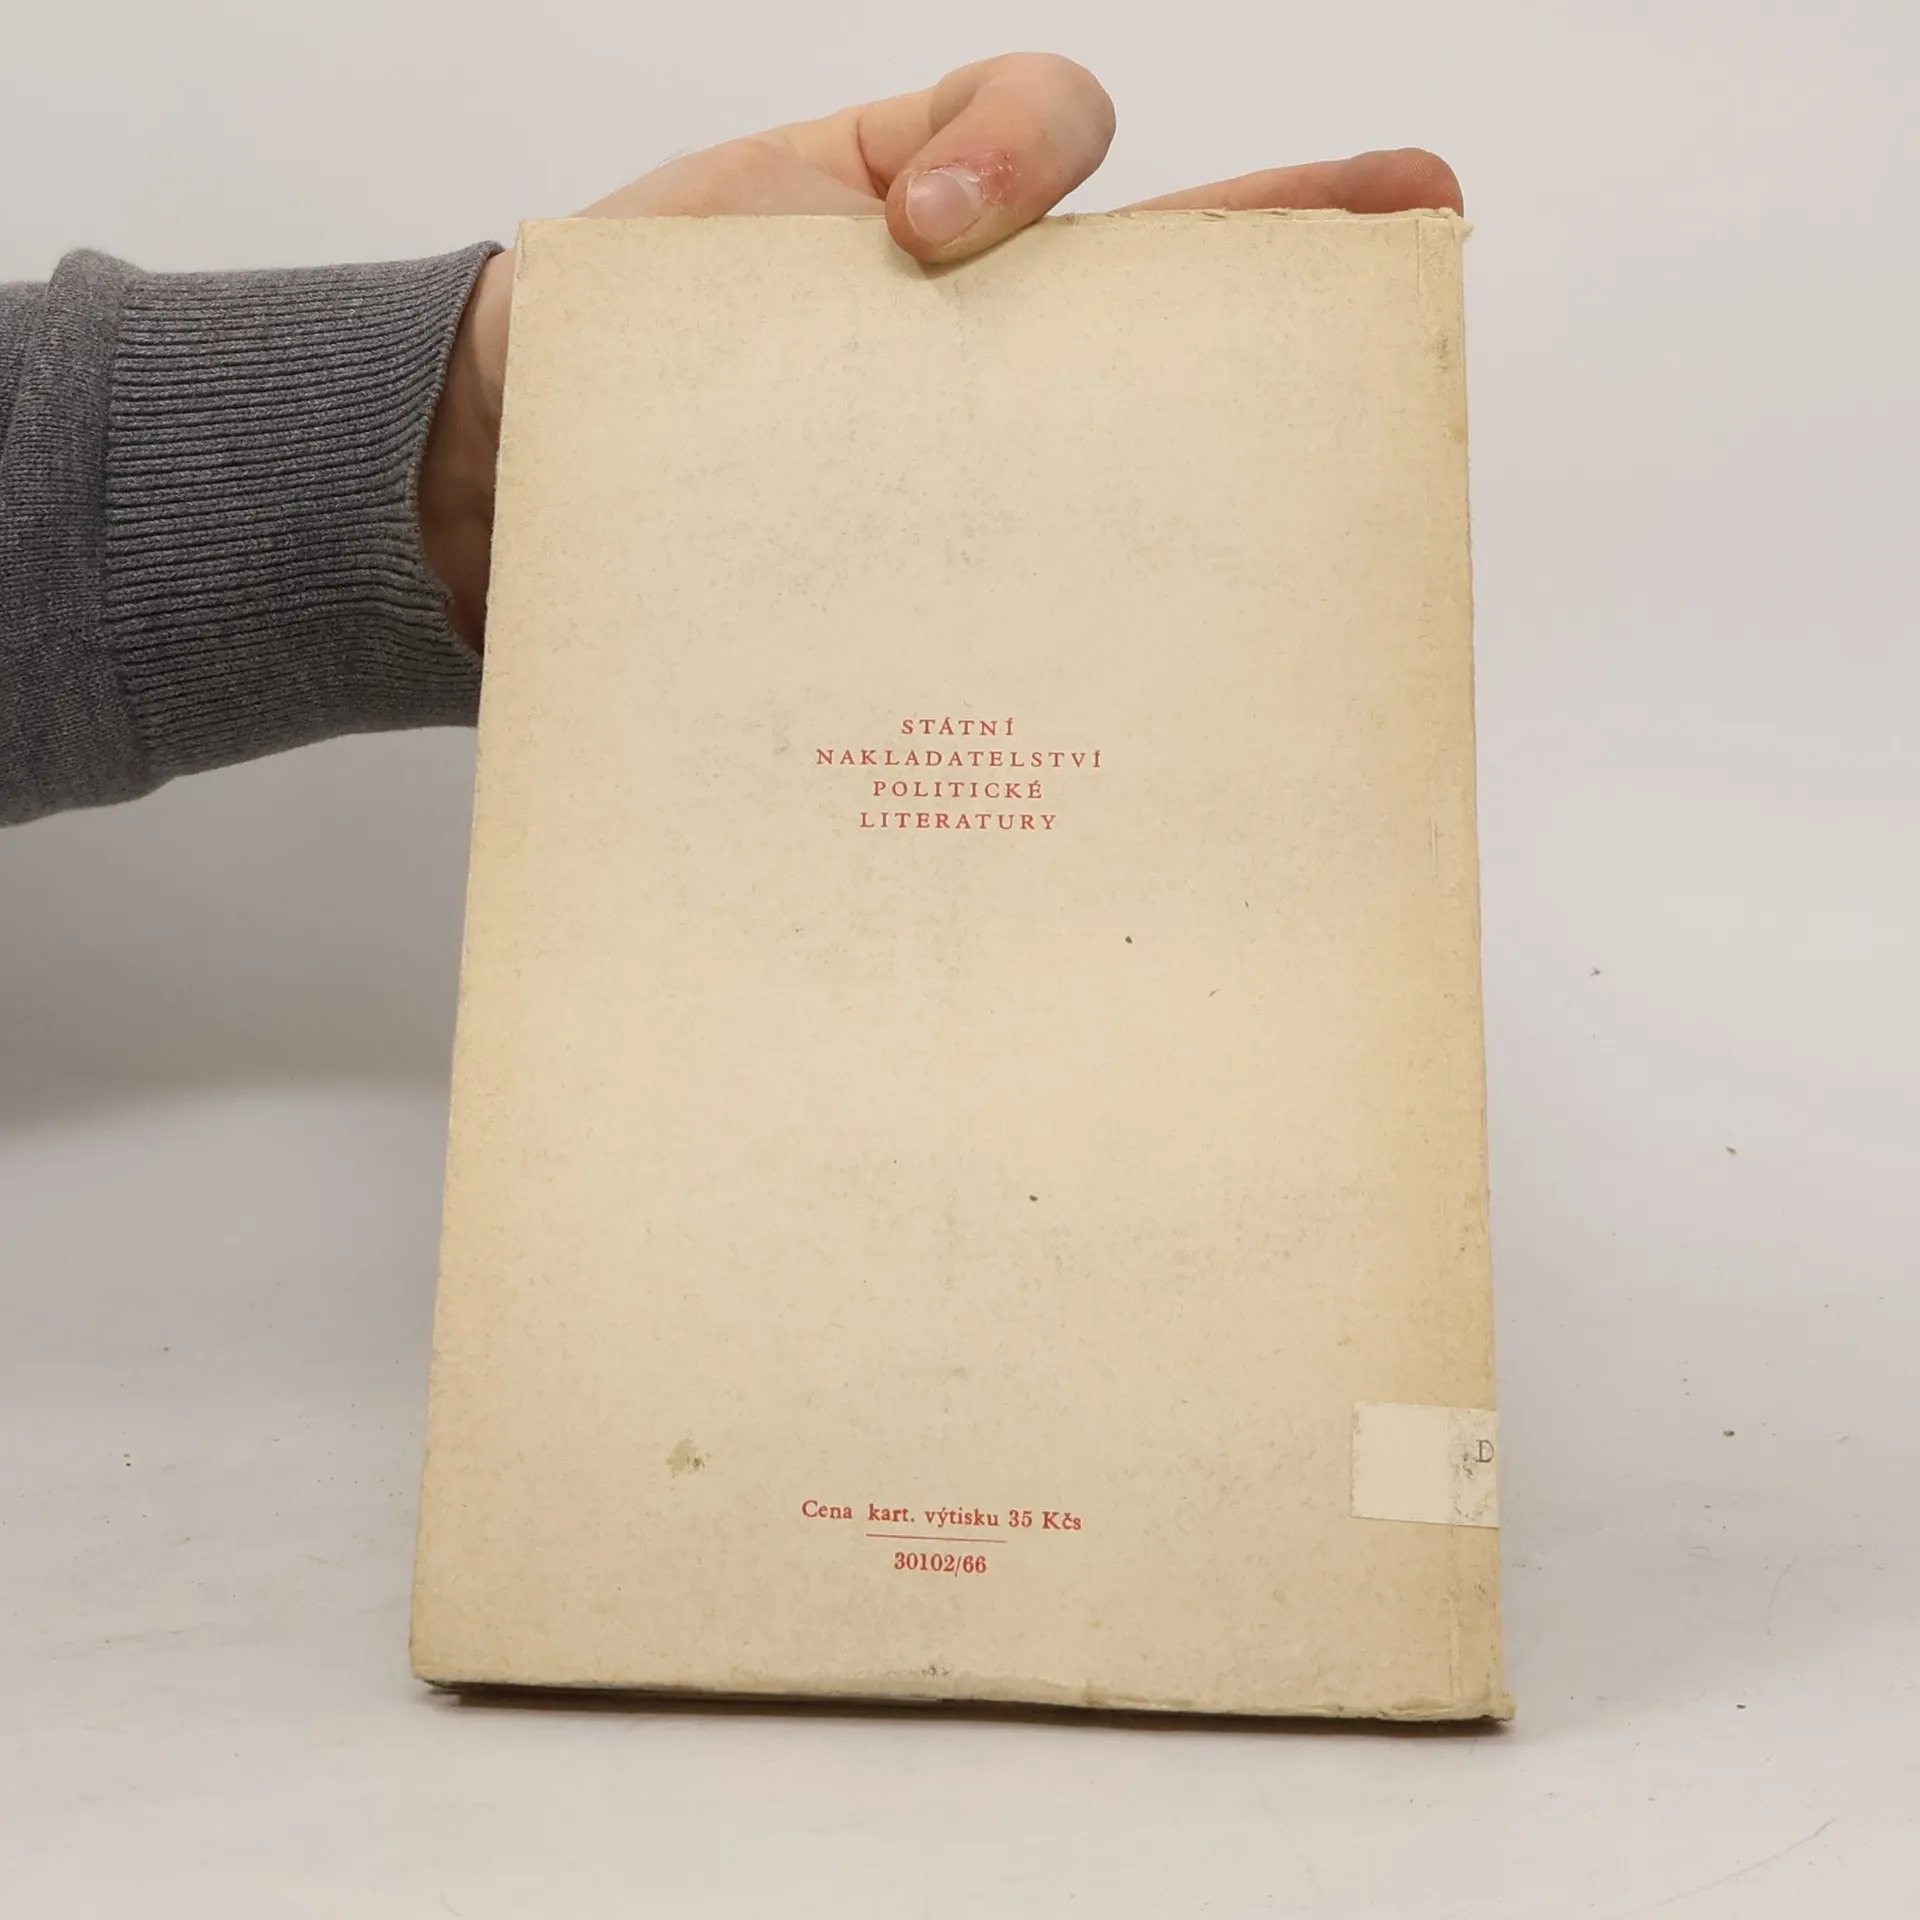 STÁTNÍ
NAKLADATELSTVÍ
POLITICKÉ
LITERATURY
D
Cena kart. výtisku 35 Kčs
30102/66